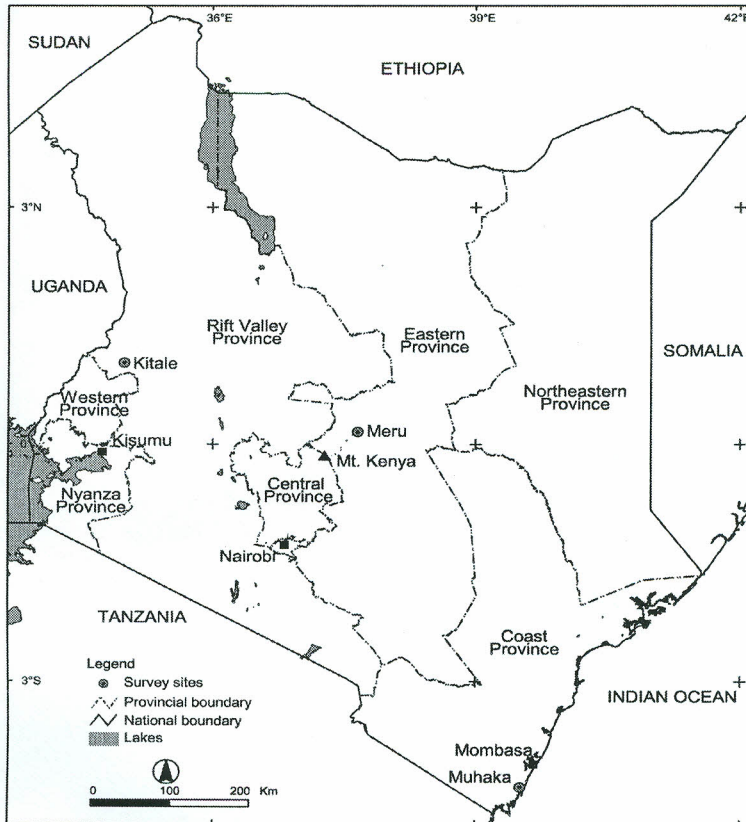 36°E
39°E
42°E
SUDAN
ETHIOPIA
3°N
UGANDA
Rift Valley
Province
Eastern
Province
SOMALIA
Kitale
Northeastern
Province
Western
Province
Meru
Kisumu
Mt. Kenya
Nyanza
Province
Central
Province
Nairobi
TANZANIA
Coast
Province
Legend
Survey sites
3°S
Provincial boundary
INDIAN OCEAN
National boundary
Lakes
Mombasa
Muhaka
0 100 200 Km